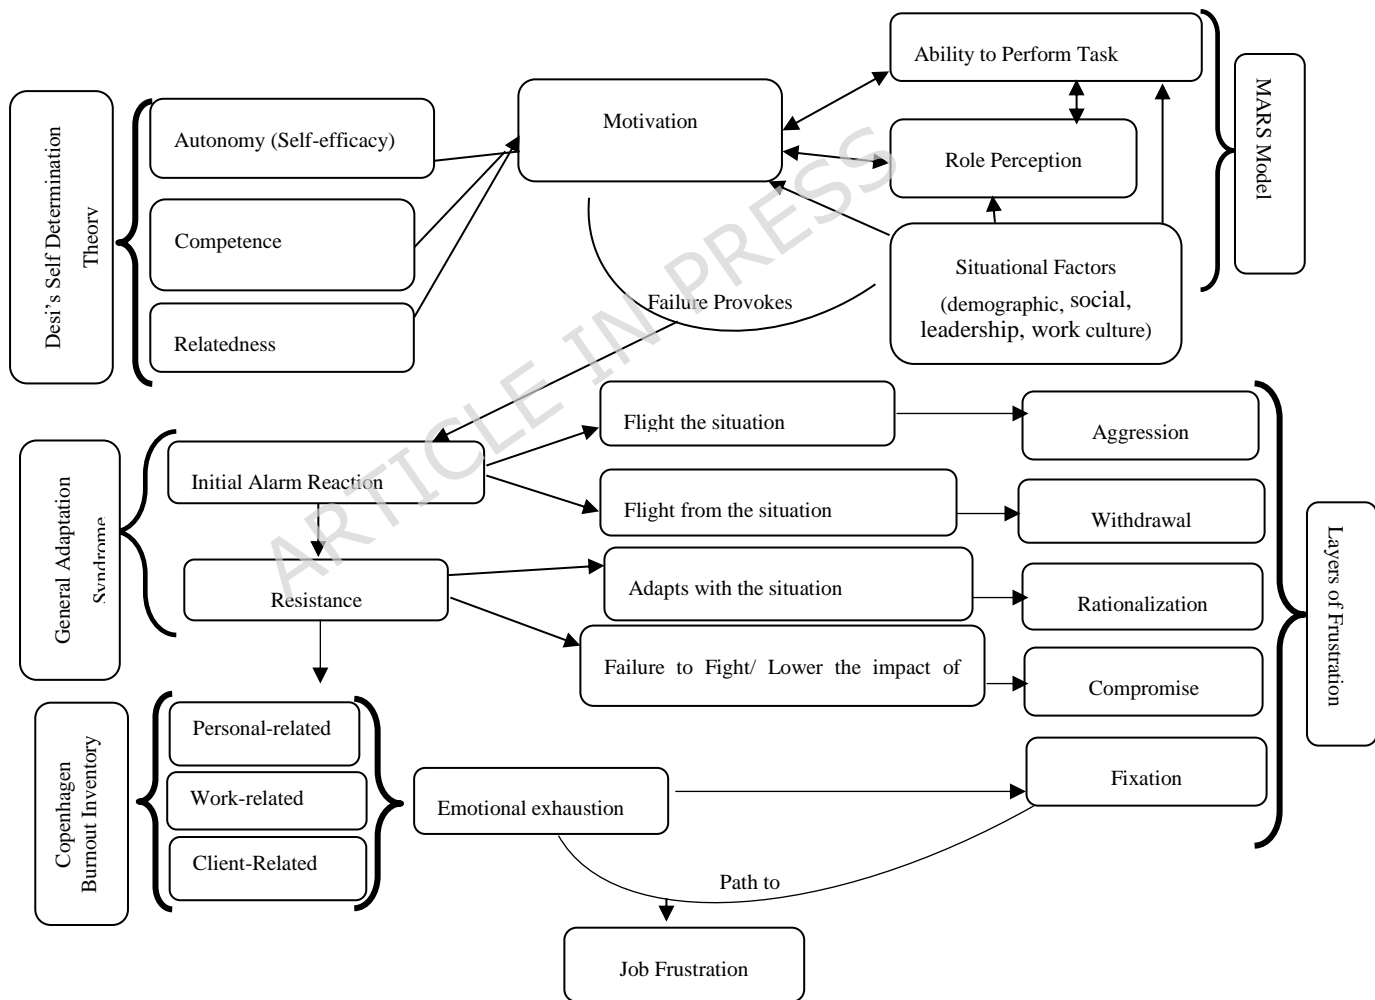 Ability to Perform Task
Motivation
Autonomy (Self-efficacy)
Role Perception
MARS Model
Desi's Self Determination
Theory
Competence
Situational Factors
(demographic, social,
leadership, work culture)
Failure Provokes
Relatedness
ARTICLE IN PRESS
Flight the situation
Aggression
Initial Alarm Reaction
General Adaptation
Syndrome
Flight from the situation
Withdrawal
Layers of Frustration
Adapts with the situation
Resistance
Rationalization
Failure to Fight/ Lower the impact of
Compromise
Personal-related
Copenhagen
Burnout Inventory
Work-related
Client-Related
Emotional exhaustion
Fixation
Path to
Job Frustration